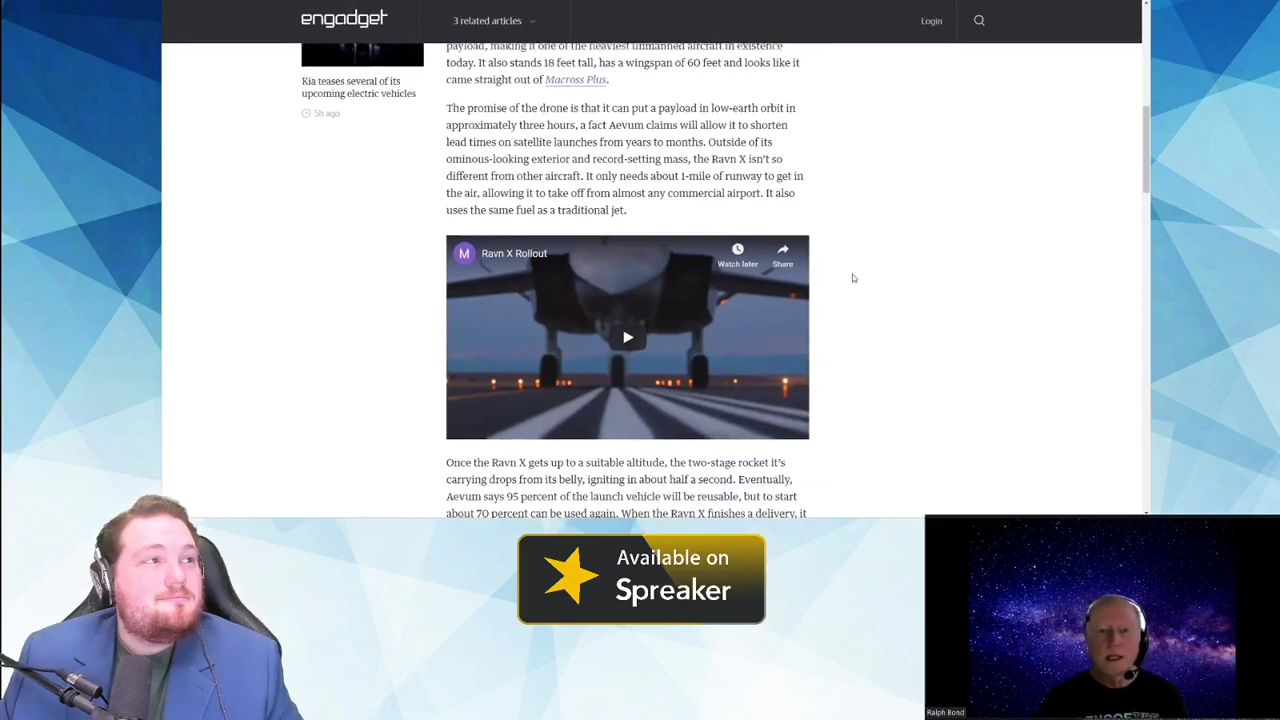 engadget
3 related articles
Login
Kia teases several of its
upcoming electric vehicles
5h ago
payload, making it one of the heaviest unmanned aircraft in existence
today. It also stands 18 feet tall, has a wingspan of 60 feet and looks like it
came straight out of Macross Plus.
The promise of the drone is that it can put a payload in low-earth orbit in
approximately three hours, a fact Aevum claims will allow it to shorten
lead times on satellite launches from years to months. Outside of its
ominous-looking exterior and record-setting mass, the Ravn X isn't so
different from other aircraft. It only needs about 1-mile of runway to get in
the air, allowing it to take off from almost any commercial airport. It also
uses the same fuel as a traditional jet.
M
Ravn X Rollout
Watch later
Share
Once the Ravn X gets up to a suitable altitude, the two-stage rocket it's
carrying drops from its belly, igniting in about half a second. Eventually,
Aevum says 95 percent of the launch vehicle will be reusable, but to start
about 70 percent can be used again. When the Ravn X finishes a delivery, it
Available on
Spreaker
Ralph Bond